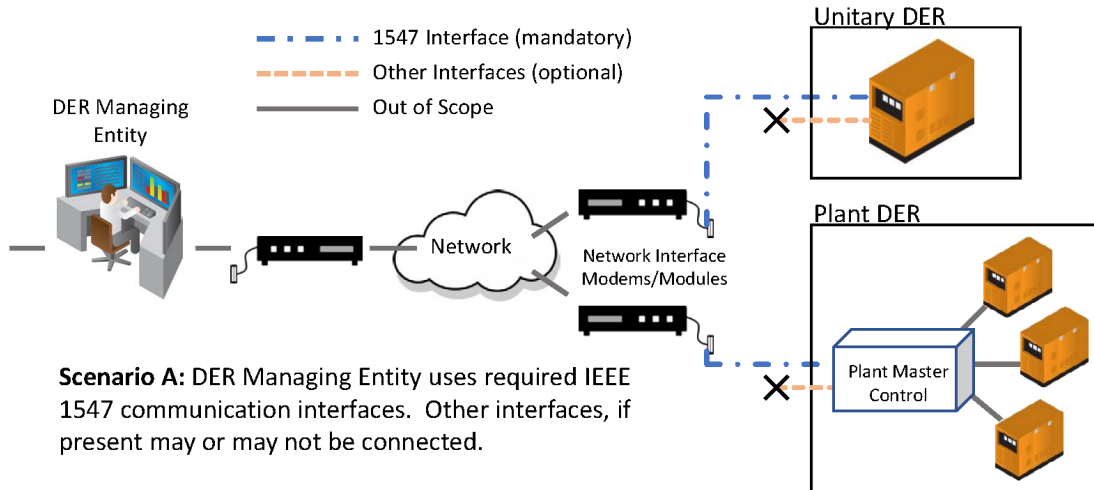 Unitary DER
1547 Interface (mandatory)
Other Interfaces (optional)
Out of Scope
DER Managing
Entity
Network
Network Interface
Modems/Modules
Plant DER
Plant Master
Control
Scenario A: DER Managing Entity uses required IEEE
1547 communication interfaces.  Other interfaces, if
present may or may not be connected.